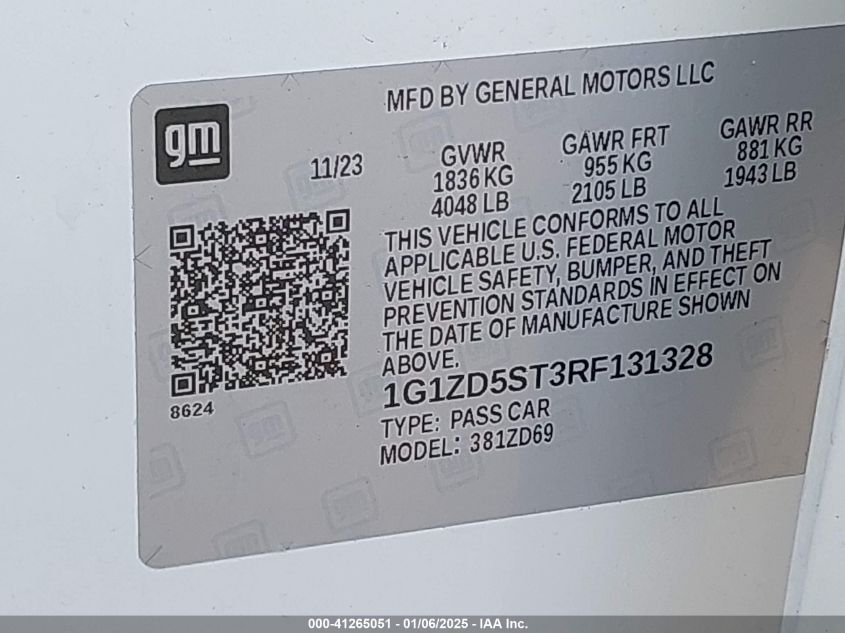 MFD BY GENERAL MOTORS LLC
gm
11/23
GVWR
1836 KG
4048 LB
GAWR FRT
955 KG
2105 LB
GAWR RR
881 KG
1943 LB
THIS VEHICLE CONFORMS TO ALL
APPLICABLE U.S. FEDERAL MOTOR
VEHICLE SAFETY, BUMPER, AND THEFT
PREVENTION STANDARDS IN EFFECT ON
THE DATE OF MANUFACTURE SHOWN
ABOVE.
1G1ZD5ST3RF131328
8624
TYPE: PASS CAR
MODEL: 381ZD69
000-41265051 - 01/06/2025 - IAA Inc.